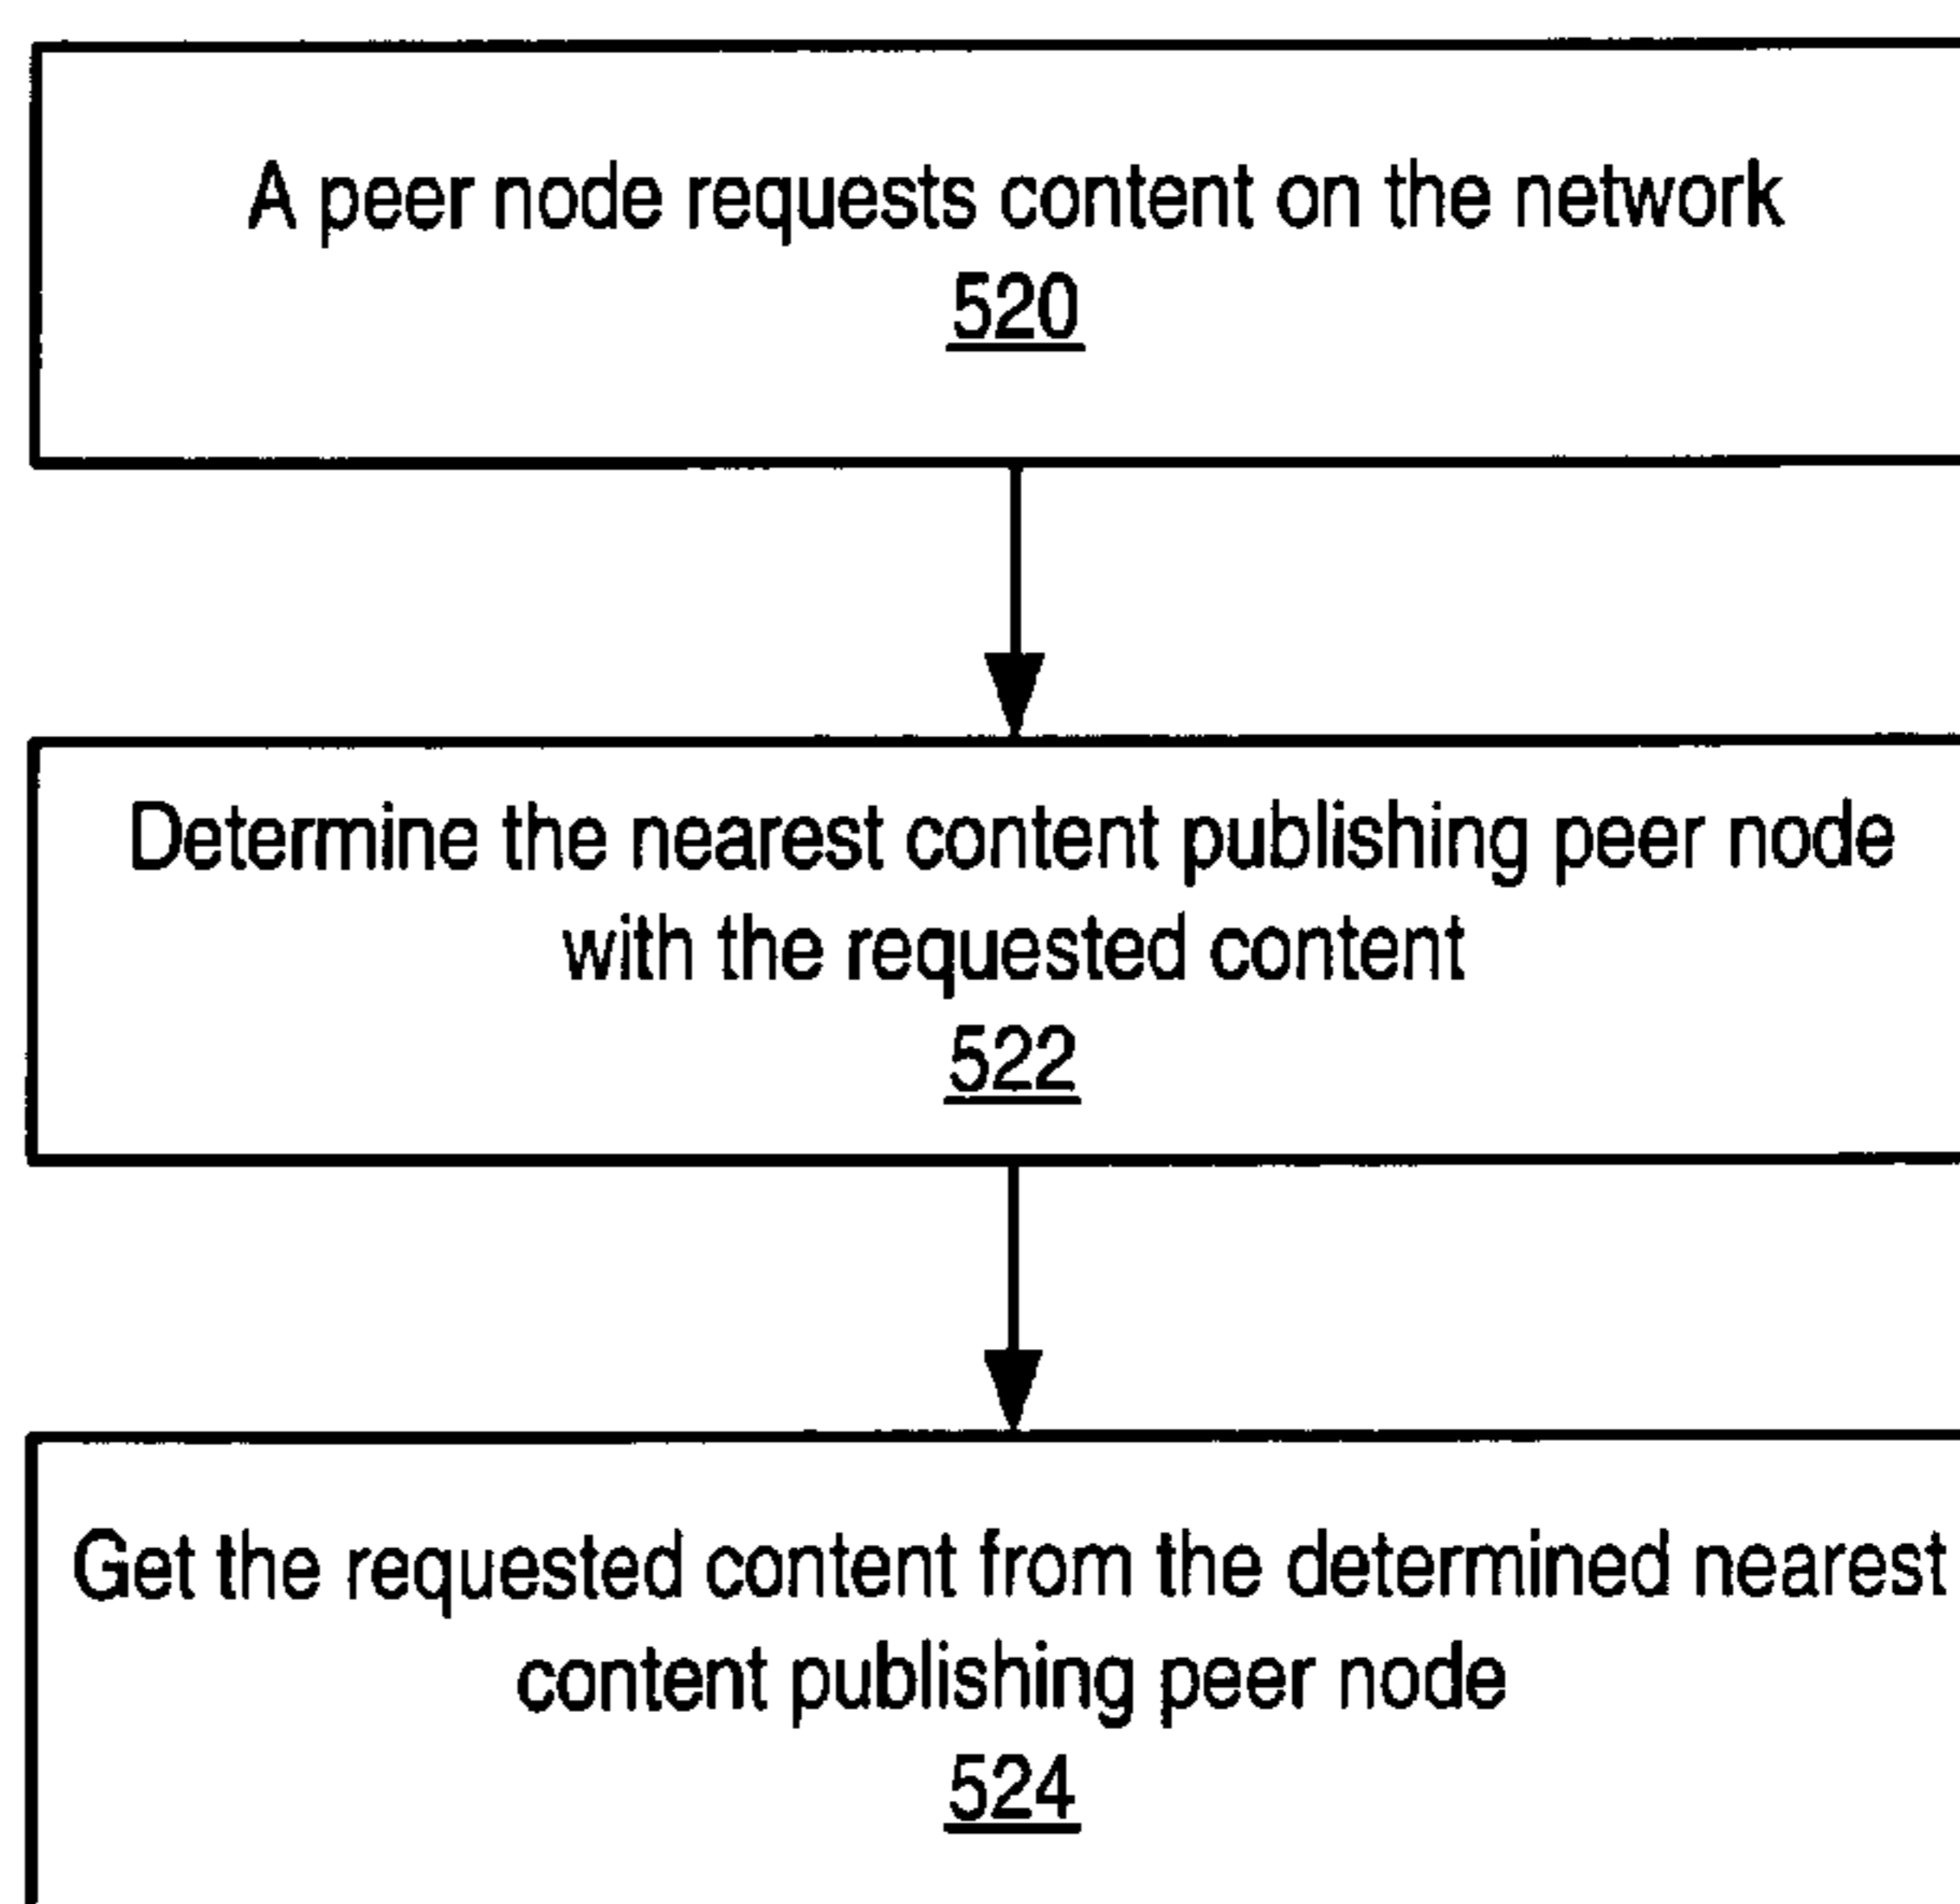 A peer node requests content on the network
520
Determine the nearest content publishing peer node
with the requested content
522
Get the requested content from the determined nearest
content publishing peer node
524